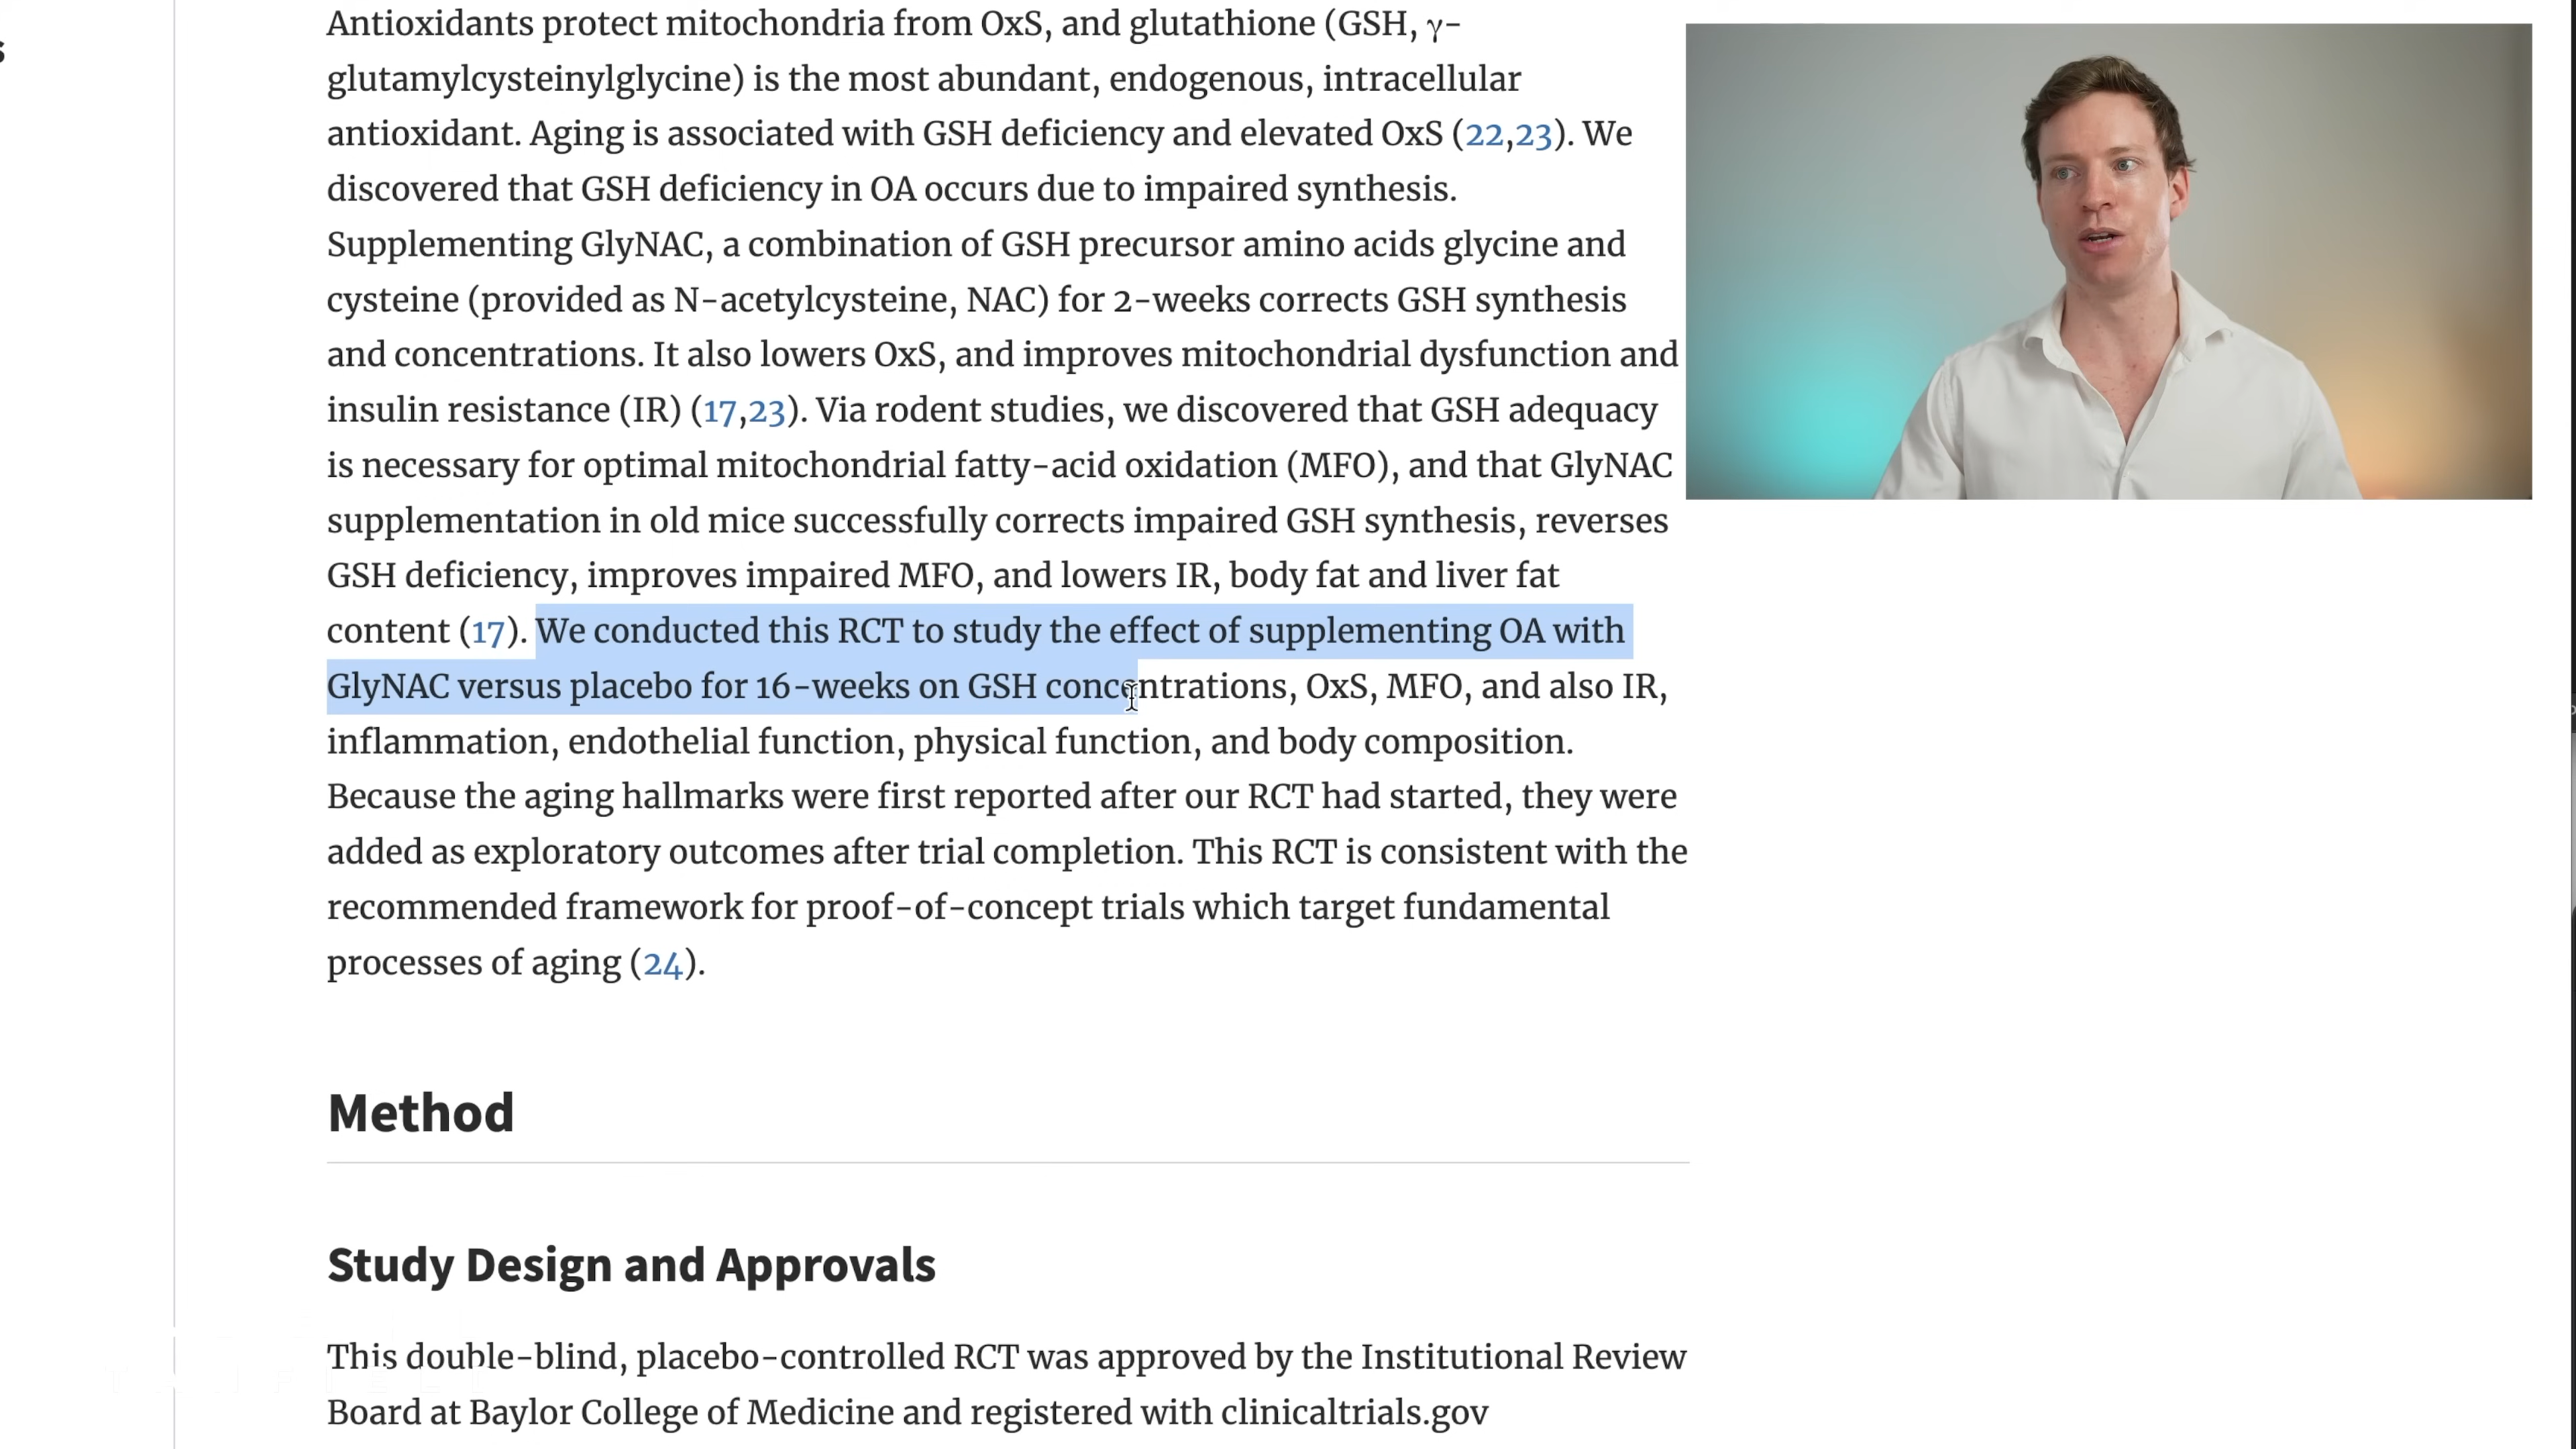 s
Antioxidants protect mitochondria from OxS, and glutathione (GSH, γ-
glutamylcysteinylglycine) is the most abundant, endogenous, intracellular
antioxidant. Aging is associated with GSH deficiency and elevated OxS (22,23). We
discovered that GSH deficiency in OA occurs due to impaired synthesis.
Supplementing GlyNAC, a combination of GSH precursor amino acids glycine and
cysteine (provided as N-acetylcysteine, NAC) for 2-weeks corrects GSH synthesis
and concentrations. It also lowers OxS, and improves mitochondrial dysfunction and
insulin resistance (IR) (17,23). Via rodent studies, we discovered that GSH adequacy
is necessary for optimal mitochondrial fatty-acid oxidation (MFO), and that GlyNAC
supplementation in old mice successfully corrects impaired GSH synthesis, reverses
GSH deficiency, improves impaired MFO, and lowers IR, body fat and liver fat
content (17). We conducted this RCT to study the effect of supplementing OA with
GlyNAC versus placebo for 16-weeks on GSH concentrations, OxS, MFO, and also IR,
inflammation, endothelial function, physical function, and body composition.
Because the aging hallmarks were first reported after our RCT had started, they were
added as exploratory outcomes after trial completion. This RCT is consistent with the
recommended framework for proof-of-concept trials which target fundamental
processes of aging (24).
Method
Study Design and Approvals
This double-blind, placebo-controlled RCT was approved by the Institutional Review
Board at Baylor College of Medicine and registered with clinicaltrials.gov